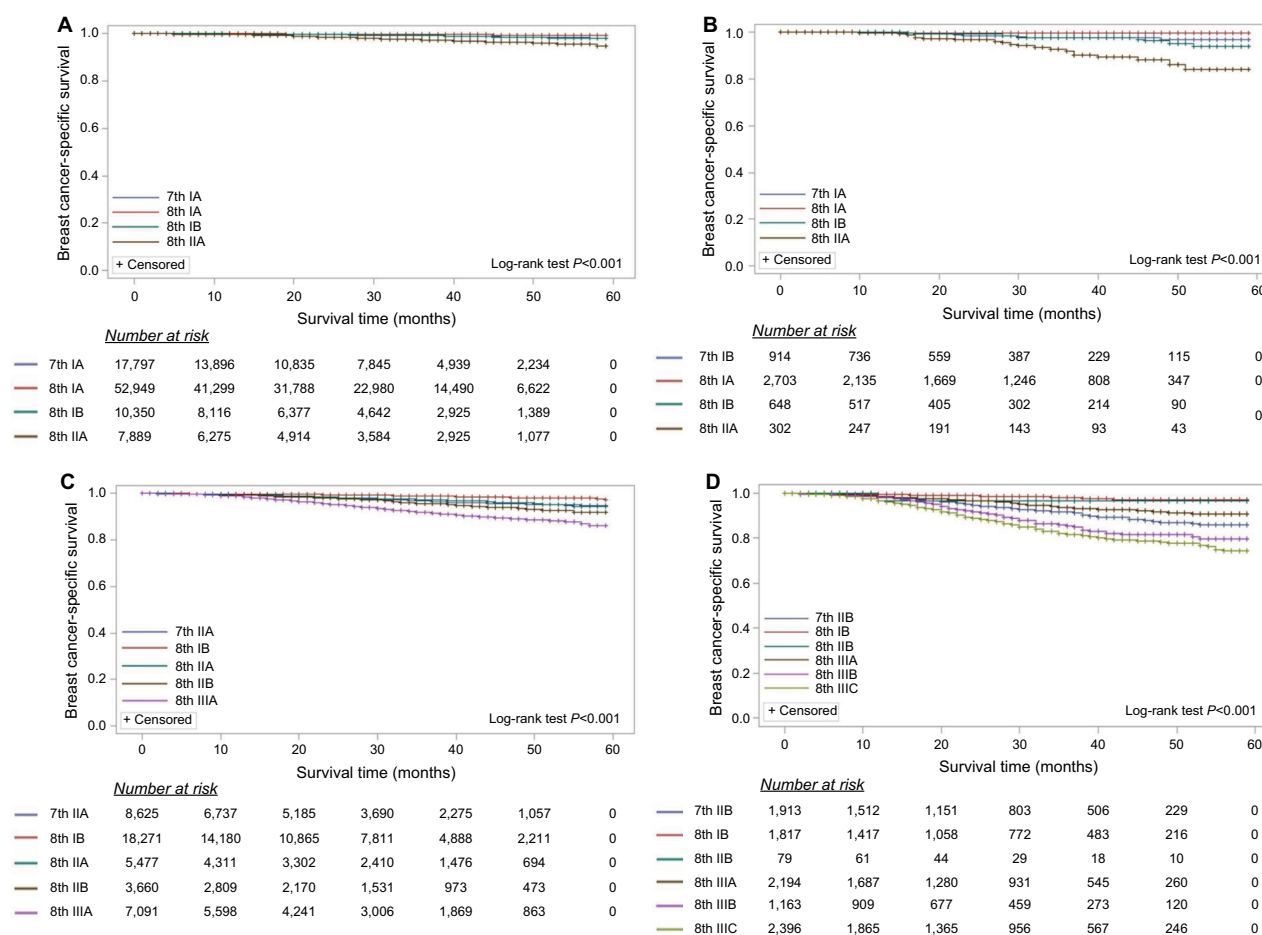 A
Breast cancer-specific survival
1.0
0.8
0.6
0.4
0.2
0.0
7th IA
8th IA
8th IB
8th IIA
+ Censored
Log-rank test P<0.001
0 10 20 30 40 50 60
Survival time (months)
Number at risk
7th IA 17,797 13,896 10,835 7,845 4,939 2,234 0
8th IA 52,949 41,299 31,788 22,980 14,490 6,622 0
8th IB 10,350 8,116 6,377 4,642 2,925 1,389 0
8th IIA 7,889 6,275 4,914 3,584 2,925 1,077 0
B
Breast cancer-specific survival
1.0
0.8
0.6
0.4
0.2
0.0
7th IA
8th IA
8th IB
8th IIA
+ Censored
Log-rank test P<0.001
0 10 20 30 40 50 60
Survival time (months)
Number at risk
7th IB 914 736 559 387 229 115 0
8th IA 2,703 2,135 1,669 1,246 808 347 0
8th IB 648 517 405 302 214 90 0
8th IIA 302 247 191 143 93 43
C
Breast cancer-specific survival
1.0
0.8
0.6
0.4
0.2
0.0
7th IIA
8th IB
8th IIA
8th IIB
8th IIIA
+ Censored
Log-rank test P<0.001
0 10 20 30 40 50 60
Survival time (months)
Number at risk
7th IIA 8,625 6,737 5,185 3,690 2,275 1,057 0
8th IB 18,271 14,180 10,865 7,811 4,888 2,211 0
8th IIA 5,477 4,311 3,302 2,410 1,476 694 0
8th IIB 3,660 2,809 2,170 1,531 973 473 0
8th IIIA 7,091 5,598 4,241 3,006 1,869 863 0
D
Breast cancer-specific survival
1.0
0.8
0.6
0.4
0.2
0.0
7th IIB
8th IB
8th IIB
8th IIIA
8th IIIB
8th IIIC
+ Censored
Log-rank test P<0.001
0 10 20 30 40 50 60
Survival time (months)
Number at risk
7th IIB 1,913 1,512 1,151 803 506 229 0
8th IB 1,817 1,417 1,058 772 483 216 0
8th IIB 79 61 44 29 18 10 0
8th IIIA 2,194 1,687 1,280 931 545 260 0
8th IIIB 1,163 909 677 459 273 120 0
8th IIIC 2,396 1,865 1,365 956 567 246 0